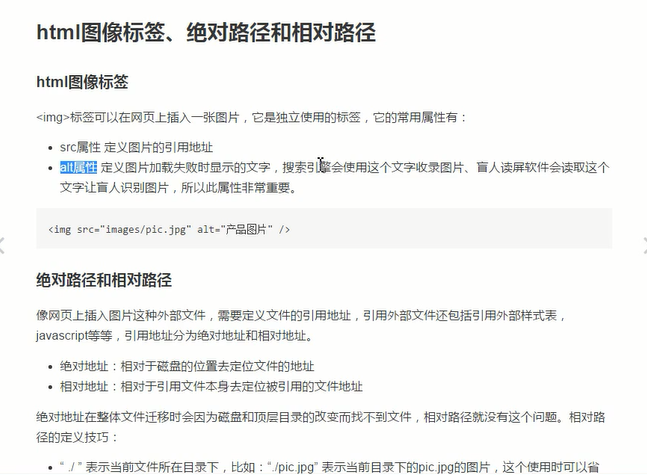 html图像标签、绝对路径和相对路径
html图像标签
<img>标签可以在网页上插入一张图片，它是独立使用的标签，它的常用属性有：
src属性 定义图片的引用地址
alt属性 定义图片加载失败时显示的文字，搜索引擎会使用这个文字收录图片、盲人读屏软件会读取这个
文字让盲人识别图片，所以此属性非常重要。
<img src="images/pic.jpg" alt="产品图片" />
绝对路径和相对路径
像网页上插入图片这种外部文件，需要定义文件的引用地址，引用外部文件还包括引用外部样式表，
javascript等等，引用地址分为绝对地址和相对地址。
绝对地址：相对于磁盘的位置去定位文件的地址
相对地址：相对于引用文件本身去定位被引用的文件地址
绝对地址在整体文件迁移时会因为磁盘和顶层目录的改变而找不到文件，相对路径就没有这个问题。相对路
径的定义技巧：
“ ./ ” 表示当前文件所在目录下，比如：“./pic.jpg” 表示当前目录下的pic.jpg的图片，这个使用时可以省